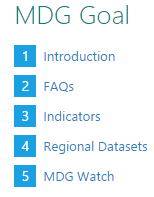 MDG Goal
1 Introduction
2 FAQs
3 Indicators
4 Regional Datasets
5 MDG Watch